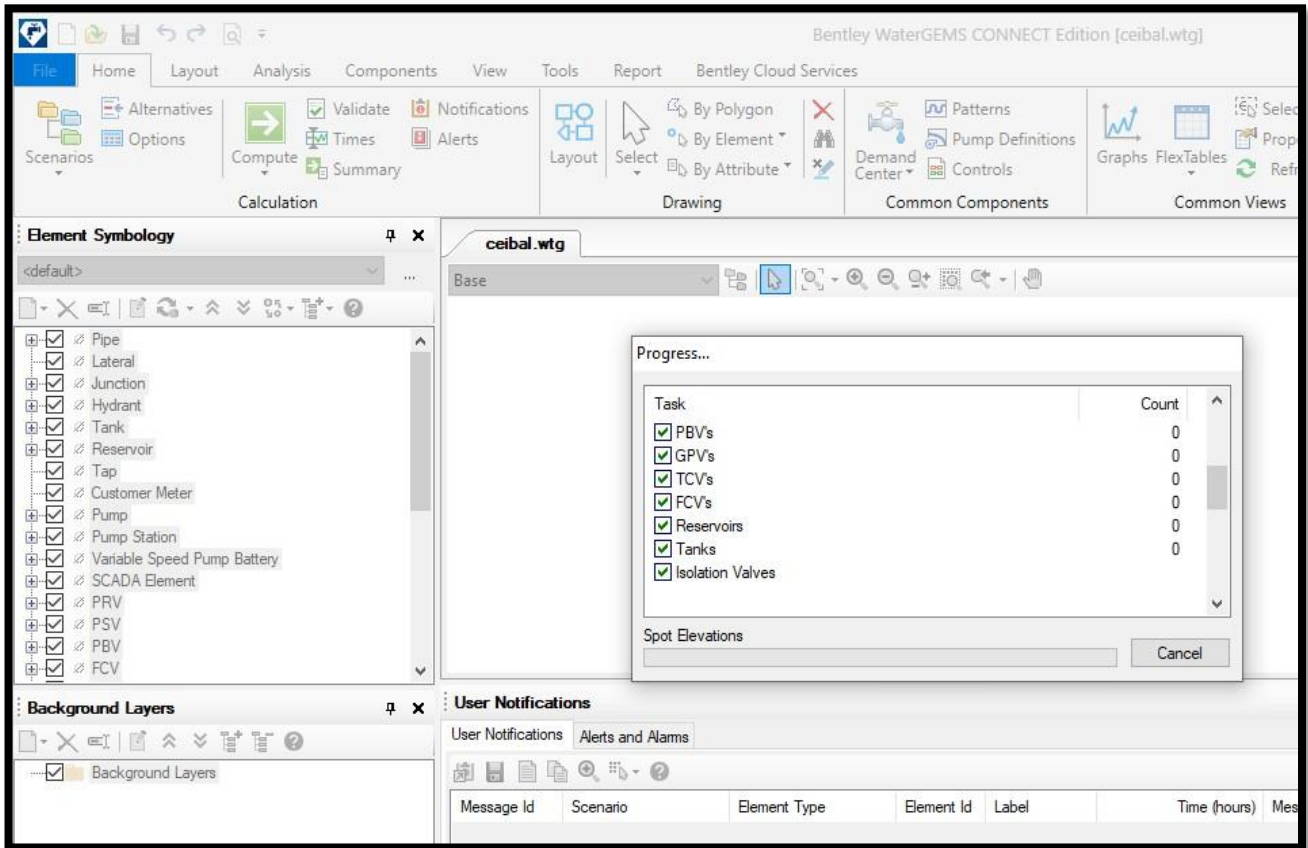 Bentley WaterGEMS CONNECT Edition [ceibal.wtg]
File Home Layout Analysis Components View Tools Report Bentley Cloud Services
Alternatives Validate Notifications By Polygon Patterns
Options Times Alerts By Element Pump Definitions
Scenarios Compute Summary Layout Select By Attribute Demand Center Controls Graphs FlexTables
Calculation Drawing Common Components Common Views
Element Symbology
<default> ...
Pipe
Lateral
Junction
Hydrant
Tank
Reservoir
Tap
Customer Meter
Pump
Pump Station
Variable Speed Pump Battery
SCADA Element
PRV
PSV
PBV
FCV
Background Layers
Background Layers
ceibal.wtg
Base
Progress...
Task Count
PBV's 0
GPV's 0
TCV's 0
FCV's 0
Reservoirs 0
Tanks 0
Isolation Valves
Spot Elevations
Cancel
User Notifications
User Notifications Alerts and Alarms
Message Id Scenario Element Type Element Id Label Time (hours)